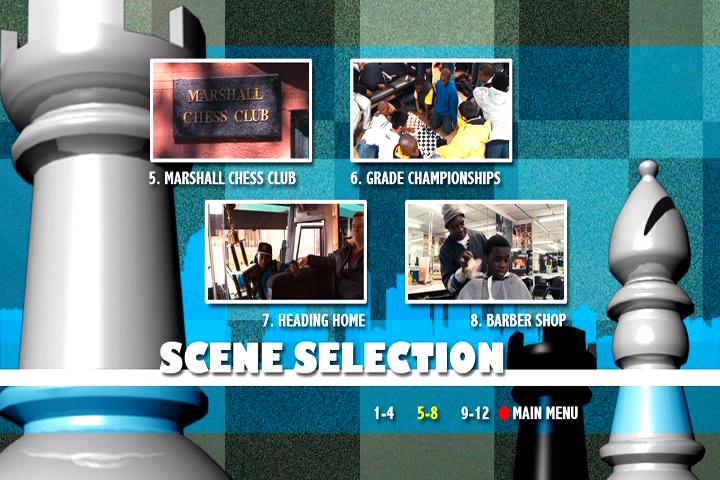 MARSHALL
CHESS CLUB
5. MARSHALL CHESS CLUB
6. GRADE CHAMPIONSHIPS
7. HEADING HOME
8. BARBER SHOP
SCENE SELECTION
1-4 5-8 9-12 MAIN MENU